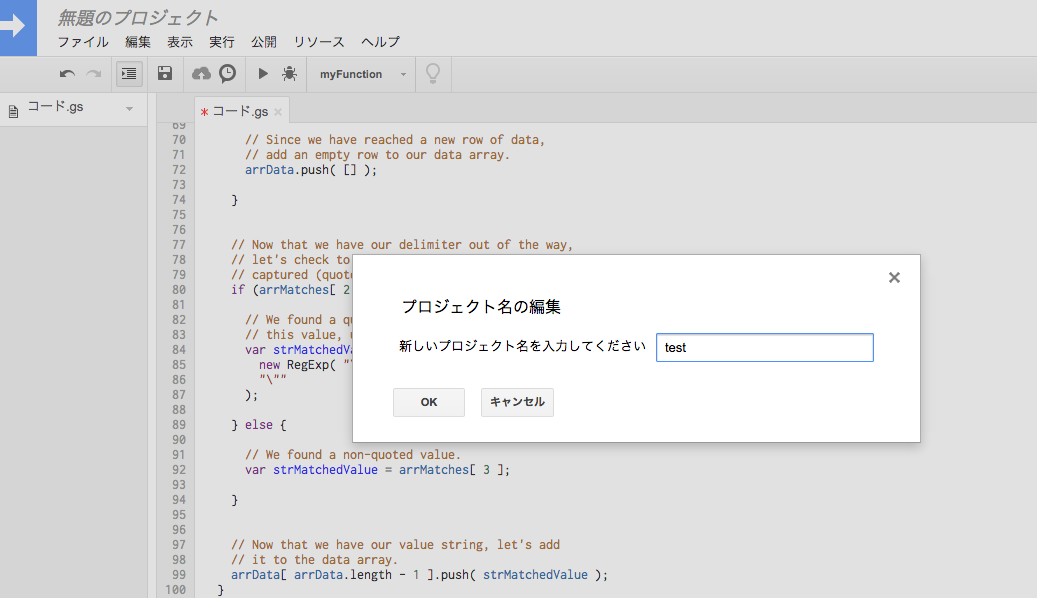 無題のプロジェクト
ファイル 編集 表示 実行 公開 リソース ヘルプ
myFunction
コード.gs
* コード.gs ×
69
70 // Since we have reached a new row of data,
71 // add an empty row to our data array.
72 arrData.push( [] );
73
74 }
75
76
77 // Now that we have our delimiter out of the way,
78 // let's check to
79 // captured (quot
80 if (arrMatches[ 2
81
82 // We found a qu
83 // this value,
84 var strMatchedVa
85 new RegExp( "
86 "\""
87 );
88
89 } else {
90
91 // We found a non-quoted value.
92 var strMatchedValue = arrMatches[ 3 ];
93
94 }
95
96
97 // Now that we have our value string, let's add
98 // it to the data array.
99 arrData[ arrData.length - 1 ].push( strMatchedValue );
100 }
プロジェクト名の編集
新しいプロジェクト名を入力してください test
OK キャンセル